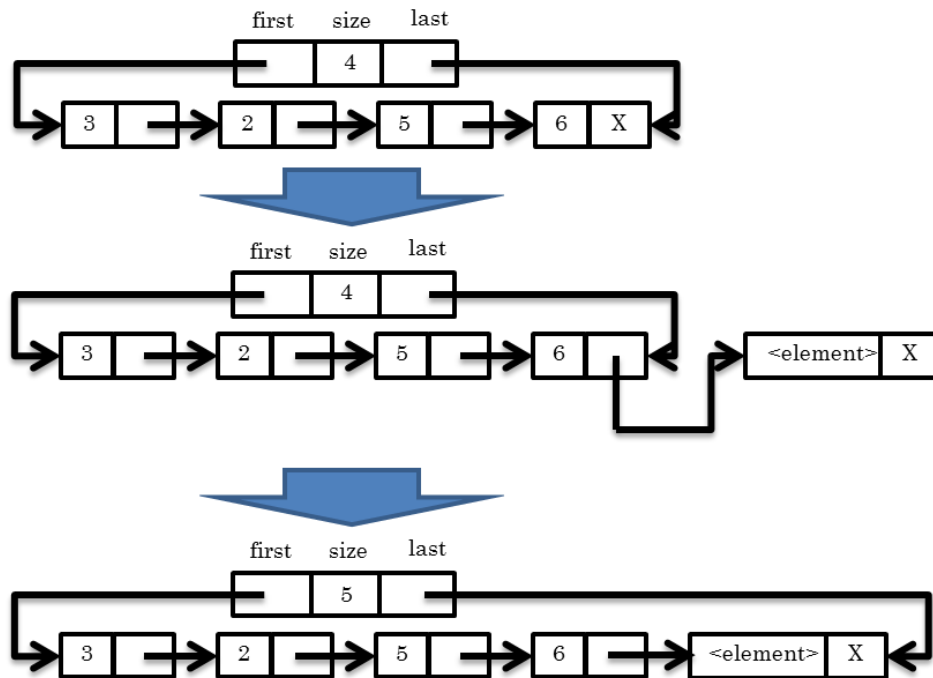 first size last
4
3 2 5 6 X
first size last
4
3 2 5 6 <element> X
first size last
5
3 2 5 6 <element> X